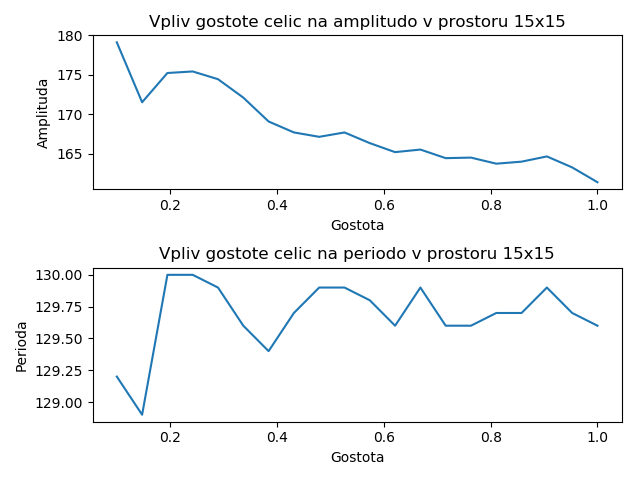 Vpliv gostote celic na amplitudo v prostoru 15x15
180
175
170
165
Amplituda
0.2 0.4 0.6 0.8 1.0
Gostota
Vpliv gostote celic na periodo v prostoru 15x15
130.00
129.75
129.50
129.25
129.00
Perioda
0.2 0.4 0.6 0.8 1.0
Gostota